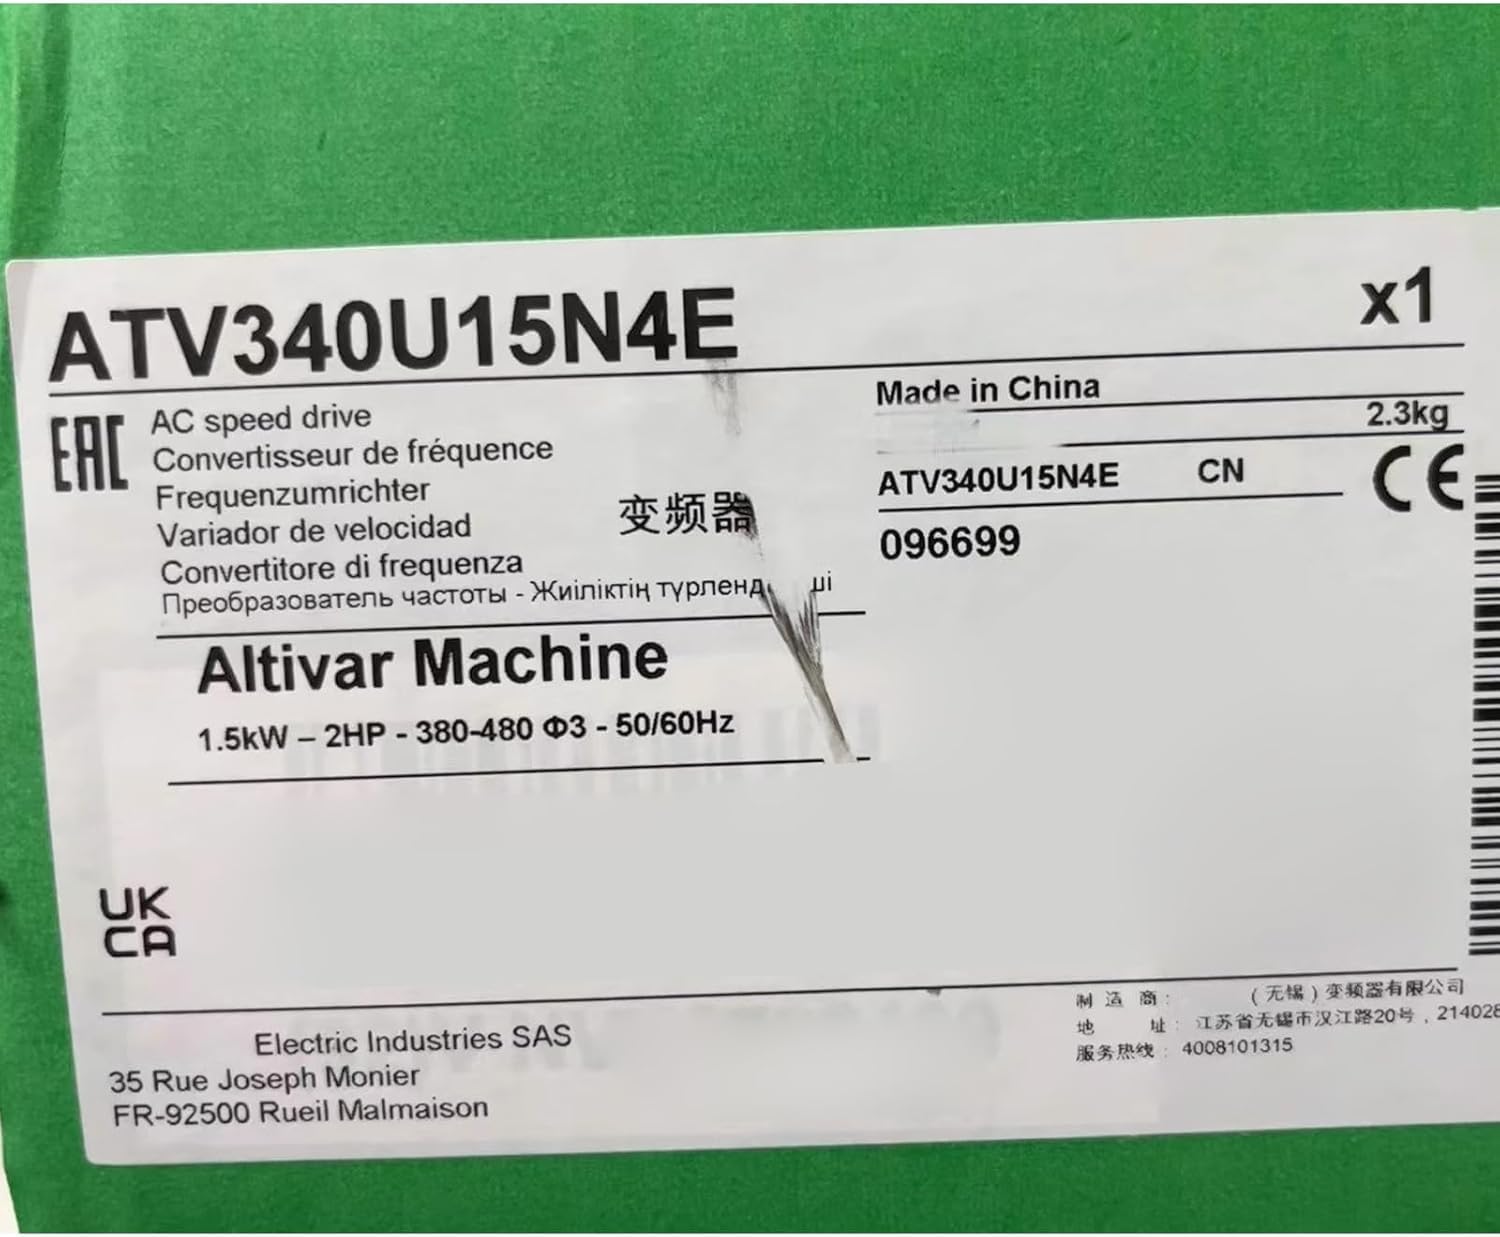 ATV340U15N4E
x1
EAC
AC speed drive
Convertisseur de fréquence
Frequenzumrichter
Variador de velocidad
变频器
Convertitore di frequenza
Преобразователь частоты - Жиіліктің
Altivar Machine
1.5kW – 2HP - 380-480 Φ3 - 50/60Hz
Made in China
2.3kg
ATV340U15N4E CN
CE
096699
UK
CA
Electric Industries SAS
35 Rue Joseph Monier
FR-92500 Rueil Malmaison
制 造 商： （无锡）变频器有限公司
地 址： 江苏省无锡市汉江路20号，214028
服务热线： 4008101315